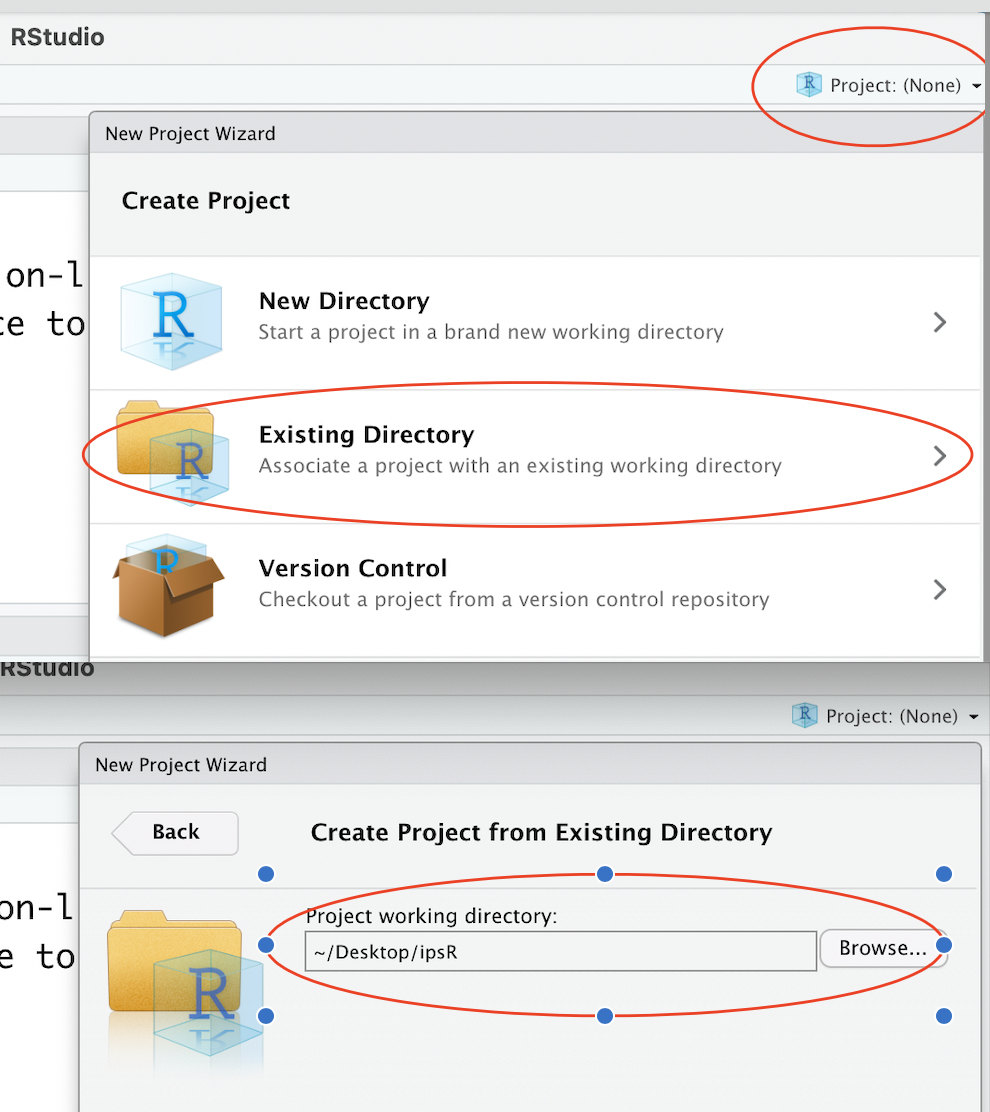 RStudio
Project: (None)
New Project Wizard
Create Project
on-l
ce to
New Directory
Start a project in a brand new working directory
Existing Directory
Associate a project with an existing working directory
Version Control
Checkout a project from a version control repository
RStudio
Project: (None)
New Project Wizard
Back
Create Project from Existing Directory
on-l
e to
Project working directory:
~/Desktop/ipsR
Browse...